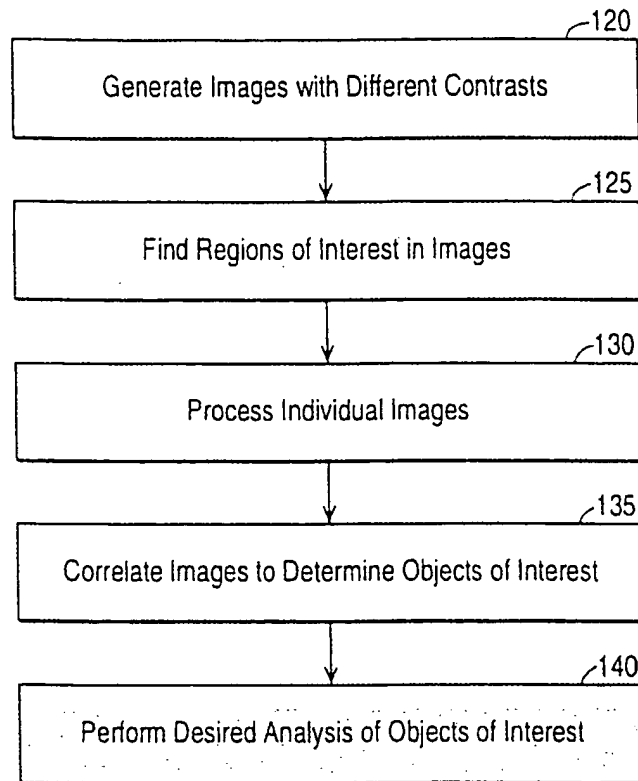 120
Generate Images with Different Contrasts
125
Find Regions of Interest in Images
130
Process Individual Images
135
Correlate Images to Determine Objects of Interest
140
Perform Desired Analysis of Objects of Interest